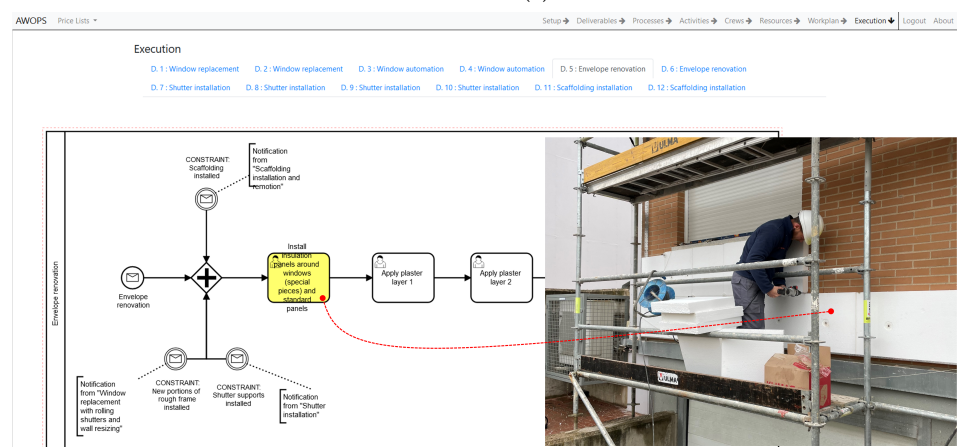 AWOPS Price Lists Setup Deliverables Processes Activities Crews Resources Workplan Execution Logout About
Execution
D. 1 : Window replacement D. 2 : Window replacement D. 3 : Window automation D. 4 : Window automation D. 5 : Envelope renovation D. 6 : Envelope renovation
D. 7 : Shutter installation D. 8 : Shutter installation D. 9 : Shutter installation D. 10 : Shutter installation D. 11 : Scaffolding installation D. 12 : Scaffolding installation
Envelope renovation
CONSTRAINT:
Scaffolding
installed
Notification
from
"Scaffolding
installation and
remotion"
Envelope
renovation
Install
insulation
panels around
windows
(special
pieces) and
standard
panels
Apply plaster
layer 1
Apply plaster
layer 2
Notification
from "Window
replacement
with rolling
shutters and
wall resizing"
CONSTRAINT:
New portions of
rough frame
installed
CONSTRAINT:
Shutter supports
installed
Notification
from "Shutter
installation"
ULMA
ULMA